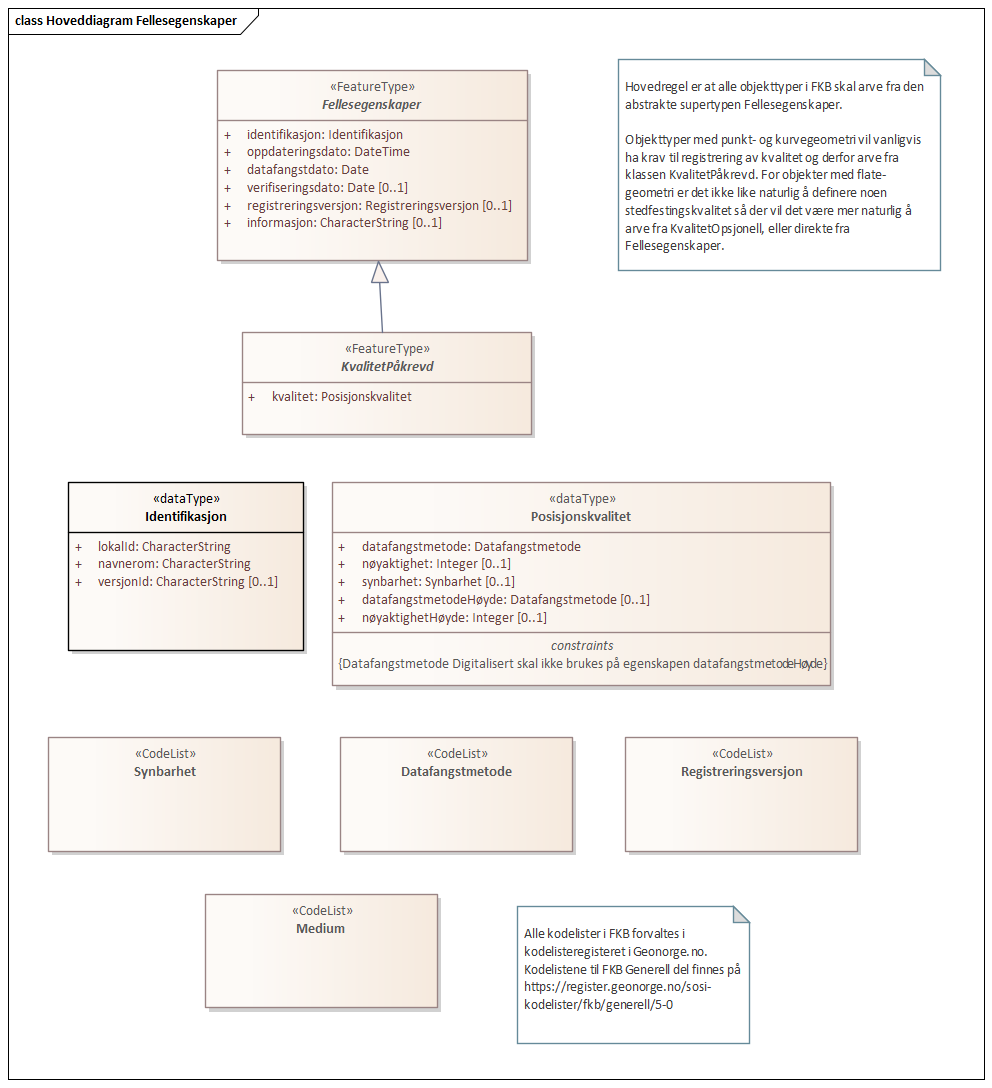 class Hoveddiagram Fellesegenskaper
«FeatureType»
Fellesegenskaper
+ identifikasjon: Identifikasjon
+ oppdateringsdato: DateTime
+ datafangstdato: Date
+ verifiseringsdato: Date [0..1]
+ registreringsversjon: Registreringsversjon [0..1]
+ informasjon: CharacterString [0..1]
Hovedregel er at alle objekttyper i FKB skal arve fra den
abstrakte supertypen Fellesegenskaper.
Objekttyper med punkt- og kurvegeometri vil vanligvis
ha krav til registrering av kvalitet og derfor arve fra
klassen KvalitetPåkrevd. For objekter med flate-
geometri er det ikke like naturlig å definere noen
stedfestingskvalitet så der vil det være mer naturlig å
arve fra KvalitetOpsjonell, eller direkte fra
Fellesegenskaper.
«FeatureType»
KvalitetPåkrevd
+ kvalitet: Posisjonskvalitet
«dataType»
Identifikasjon
+ lokalId: CharacterString
+ navnerom: CharacterString
+ versjonId: CharacterString [0..1]
«dataType»
Posisjonskvalitet
+ datafangstmetode: Datafangstmetode
+ nøyaktighet: Integer [0..1]
+ synbarhet: Synbarhet [0..1]
+ datafangstmetodeHøyde: Datafangstmetode [0..1]
+ nøyaktighetHøyde: Integer [0..1]
constraints
{Datafangstmetode Digitalisert skal ikke brukes på egenskapen datafangstmetodeHøyde}
«CodeList»
Synbarhet
«CodeList»
Datafangstmetode
«CodeList»
Registreringsversjon
«CodeList»
Medium
Alle kodelister i FKB forvaltes i
kodelisteregisteret i Geonorge.no.
Kodelistene til FKB Generell del finnes på
https://register.geonorge.no/sosi-
kodelister/fkb/generell/5-0